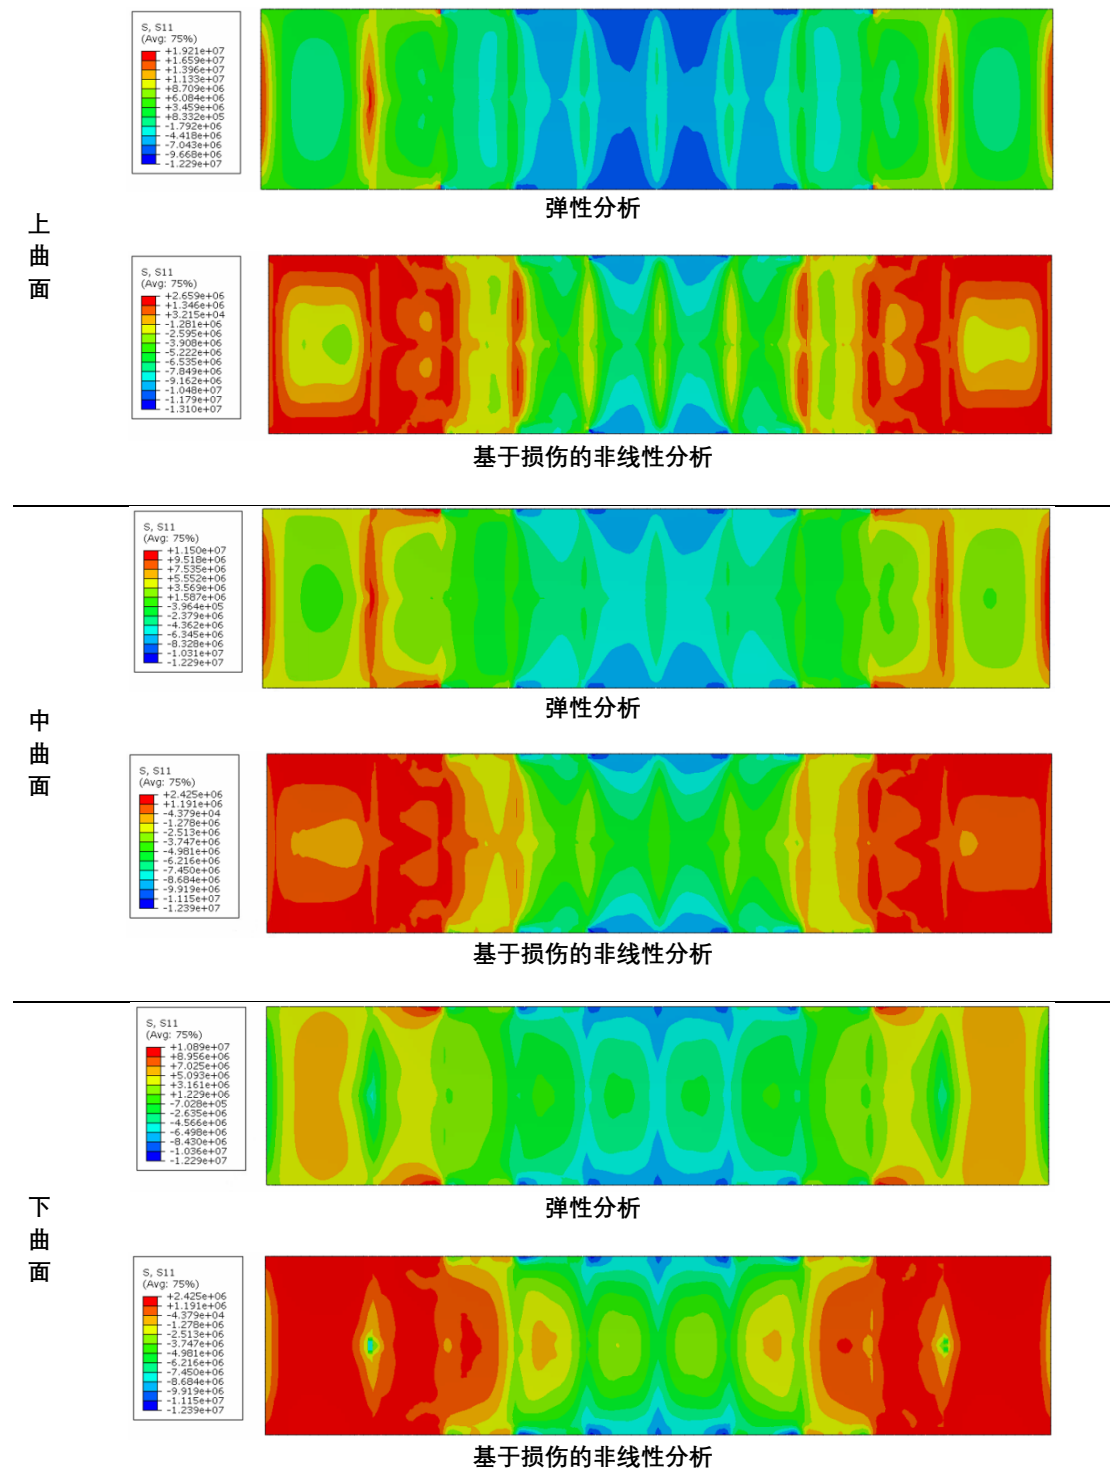 S, S11
(Avg: 75%)
+1.921e+07
+1.659e+07
+1.396e+07
+1.133e+07
+8.709e+06
+6.084e+06
+3.459e+06
+8.332e+05
-1.792e+06
-4.418e+06
-7.043e+06
-9.668e+06
-1.229e+07
弹性分析
上
曲
面
S, S11
(Avg: 75%)
+2.659e+06
+1.346e+06
+3.215e+04
-1.281e+06
-2.595e+06
-3.908e+06
-5.222e+06
-6.535e+06
-7.849e+06
-9.162e+06
-1.048e+07
-1.179e+07
-1.310e+07
基于损伤的非线性分析
S, S11
(Avg: 75%)
+1.150e+07
+9.518e+06
+7.535e+06
+5.552e+06
+3.569e+06
+1.587e+06
-3.964e+05
-2.379e+06
-4.362e+06
-6.345e+06
-8.328e+06
-1.031e+07
-1.229e+07
弹性分析
中
曲
面
S, S11
(Avg: 75%)
+2.425e+06
+1.191e+06
-4.379e+04
-1.278e+06
-2.513e+06
-3.747e+06
-4.981e+06
-6.216e+06
-7.450e+06
-8.684e+06
-9.919e+06
-1.115e+07
-1.239e+07
基于损伤的非线性分析
S, S11
(Avg: 75%)
+1.089e+07
+8.956e+06
+7.025e+06
+5.093e+06
+3.161e+06
+1.229e+06
-7.028e+05
-2.635e+06
-4.566e+06
-6.498e+06
-8.430e+06
-1.036e+07
-1.229e+07
弹性分析
下
曲
面
S, S11
(Avg: 75%)
+2.425e+06
+1.191e+06
-4.379e+04
-1.278e+06
-2.513e+06
-3.747e+06
-4.981e+06
-6.216e+06
-7.450e+06
-8.684e+06
-9.919e+06
-1.115e+07
-1.239e+07
基于损伤的非线性分析